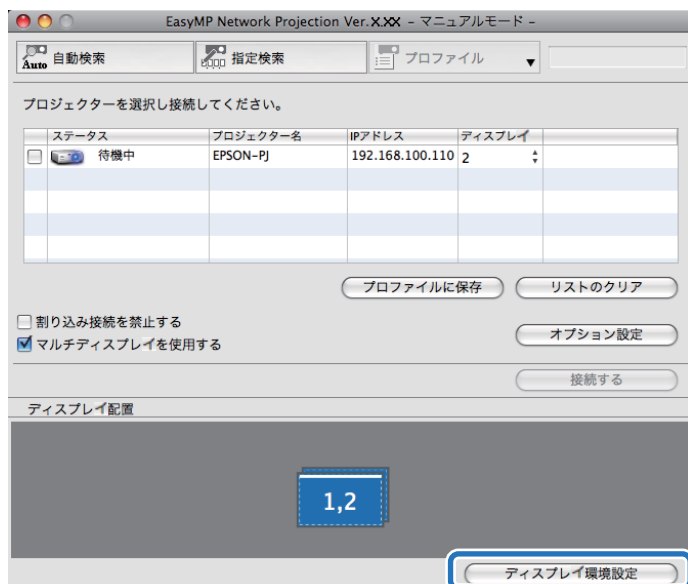 EasyMP Network Projection Ver.X.XX – マニュアルモード –
Auto 自動検索 指定検索 プロファイル ▼
プロジェクターを選択し接続してください。
ステータス プロジェクター名 IPアドレス ディスプレイ
待機中 EPSON-PJ 192.168.100.110 2
プロファイルに保存 リストのクリア
割り込み接続を禁止する
マルチディスプレイを使用する オプション設定
接続する
ディスプレイ配置
1,2
ディスプレイ環境設定